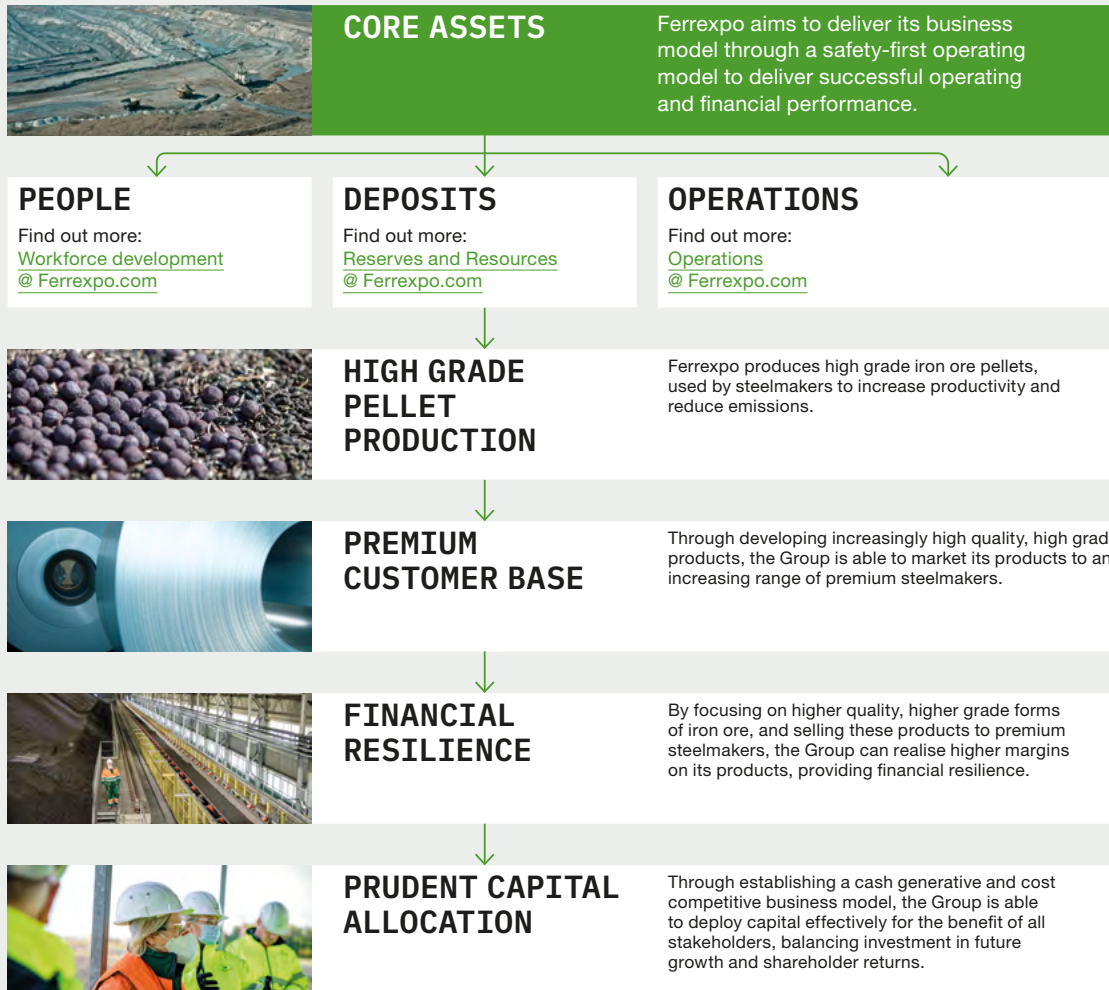 CORE ASSETS
Ferrexpo aims to deliver its business
model through a safety-first operating
model to deliver successful operating
and financial performance.
PEOPLE
Find out more:
Workforce development
@ Ferrexpo.com
DEPOSITS
Find out more:
Reserves and Resources
@ Ferrexpo.com
OPERATIONS
Find out more:
Operations
@ Ferrexpo.com
HIGH GRADE
PELLET
PRODUCTION
Ferrexpo produces high grade iron ore pellets,
used by steelmakers to increase productivity and
reduce emissions.
PREMIUM
CUSTOMER BASE
Through developing increasingly high quality, high grad
products, the Group is able to market its products to an
increasing range of premium steelmakers.
FINANCIAL
RESILIENCE
By focusing on higher quality, higher grade forms
of iron ore, and selling these products to premium
steelmakers, the Group can realise higher margins
on its products, providing financial resilience.
PRUDENT CAPITAL
ALLOCATION
Through establishing a cash generative and cost
competitive business model, the Group is able
to deploy capital effectively for the benefit of all
stakeholders, balancing investment in future
growth and shareholder returns.